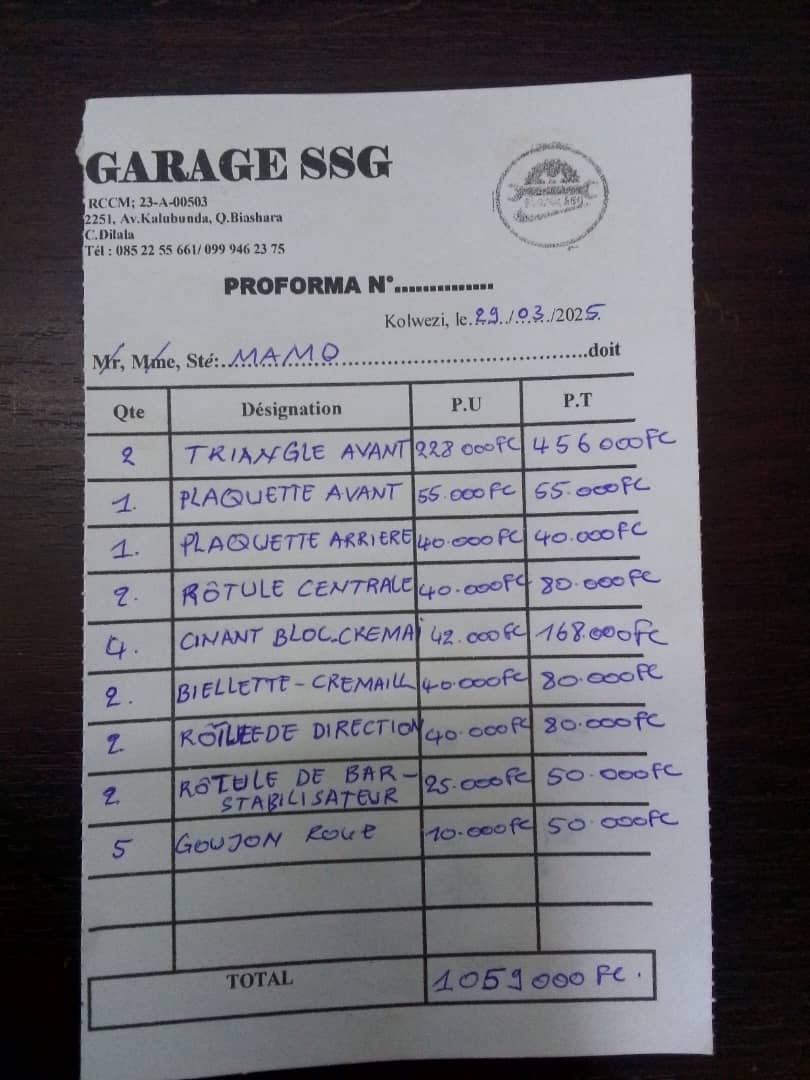 GARAGE SSG
RCCM; 23-A-00503
2251, Av.Kalubunda, Q.Biashara
C.Dilala
Tél : 085 22 55 661/ 099 946 23 75
PROFORMA N°..............
Kolwezi, le.29./.03./2025.
Mr, Mme, Sté:..MAMO.......................................doit
Qte Désignation P.U P.T
2 TRIANGLE AVANT 228 000FC 456 000FC
1. PLAQUETTE AVANT 55.000FC 55.000FC
1. PLAQUETTE ARRIERE 40.000FC 40.000FC
2. RÔTULE CENTRALE 40.000FC 80.000FC
4. CINANT BLOC-CREMAI 42.000FC 168.000FC
2. BIELLETTE-CREMAILL 40.000FC 80.000FC
2 DE DIRECTION 40.000FC 80.000FC
2. RÔTULE DE BAR- 25.000FC 50.000FC
STABILISATEUR
5 GOUJON ROUE 10.000FC 50.000FC
TOTAL 1059000 FC.